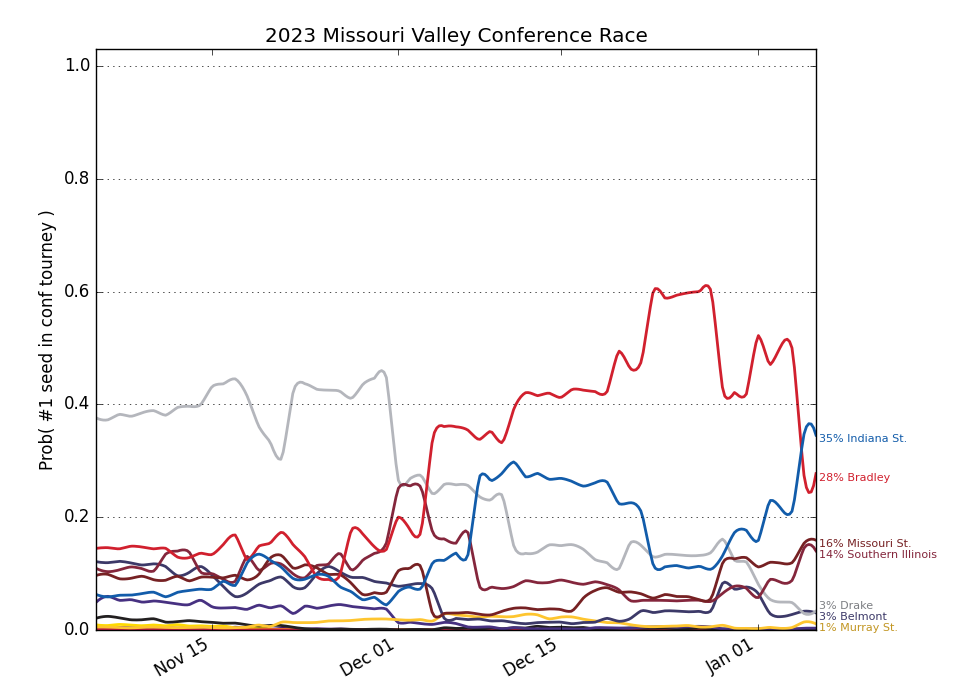 2023 Missouri Valley Conference Race
Prob( #1 seed in conf tourney )
1.0
0.8
0.6
0.4
0.2
0.0
Nov 15
Dec 01
Dec 15
Jan 01
35% Indiana St.
28% Bradley
16% Missouri St.
14% Southern Illinois
3% Drake
3% Belmont
1% Murray St.